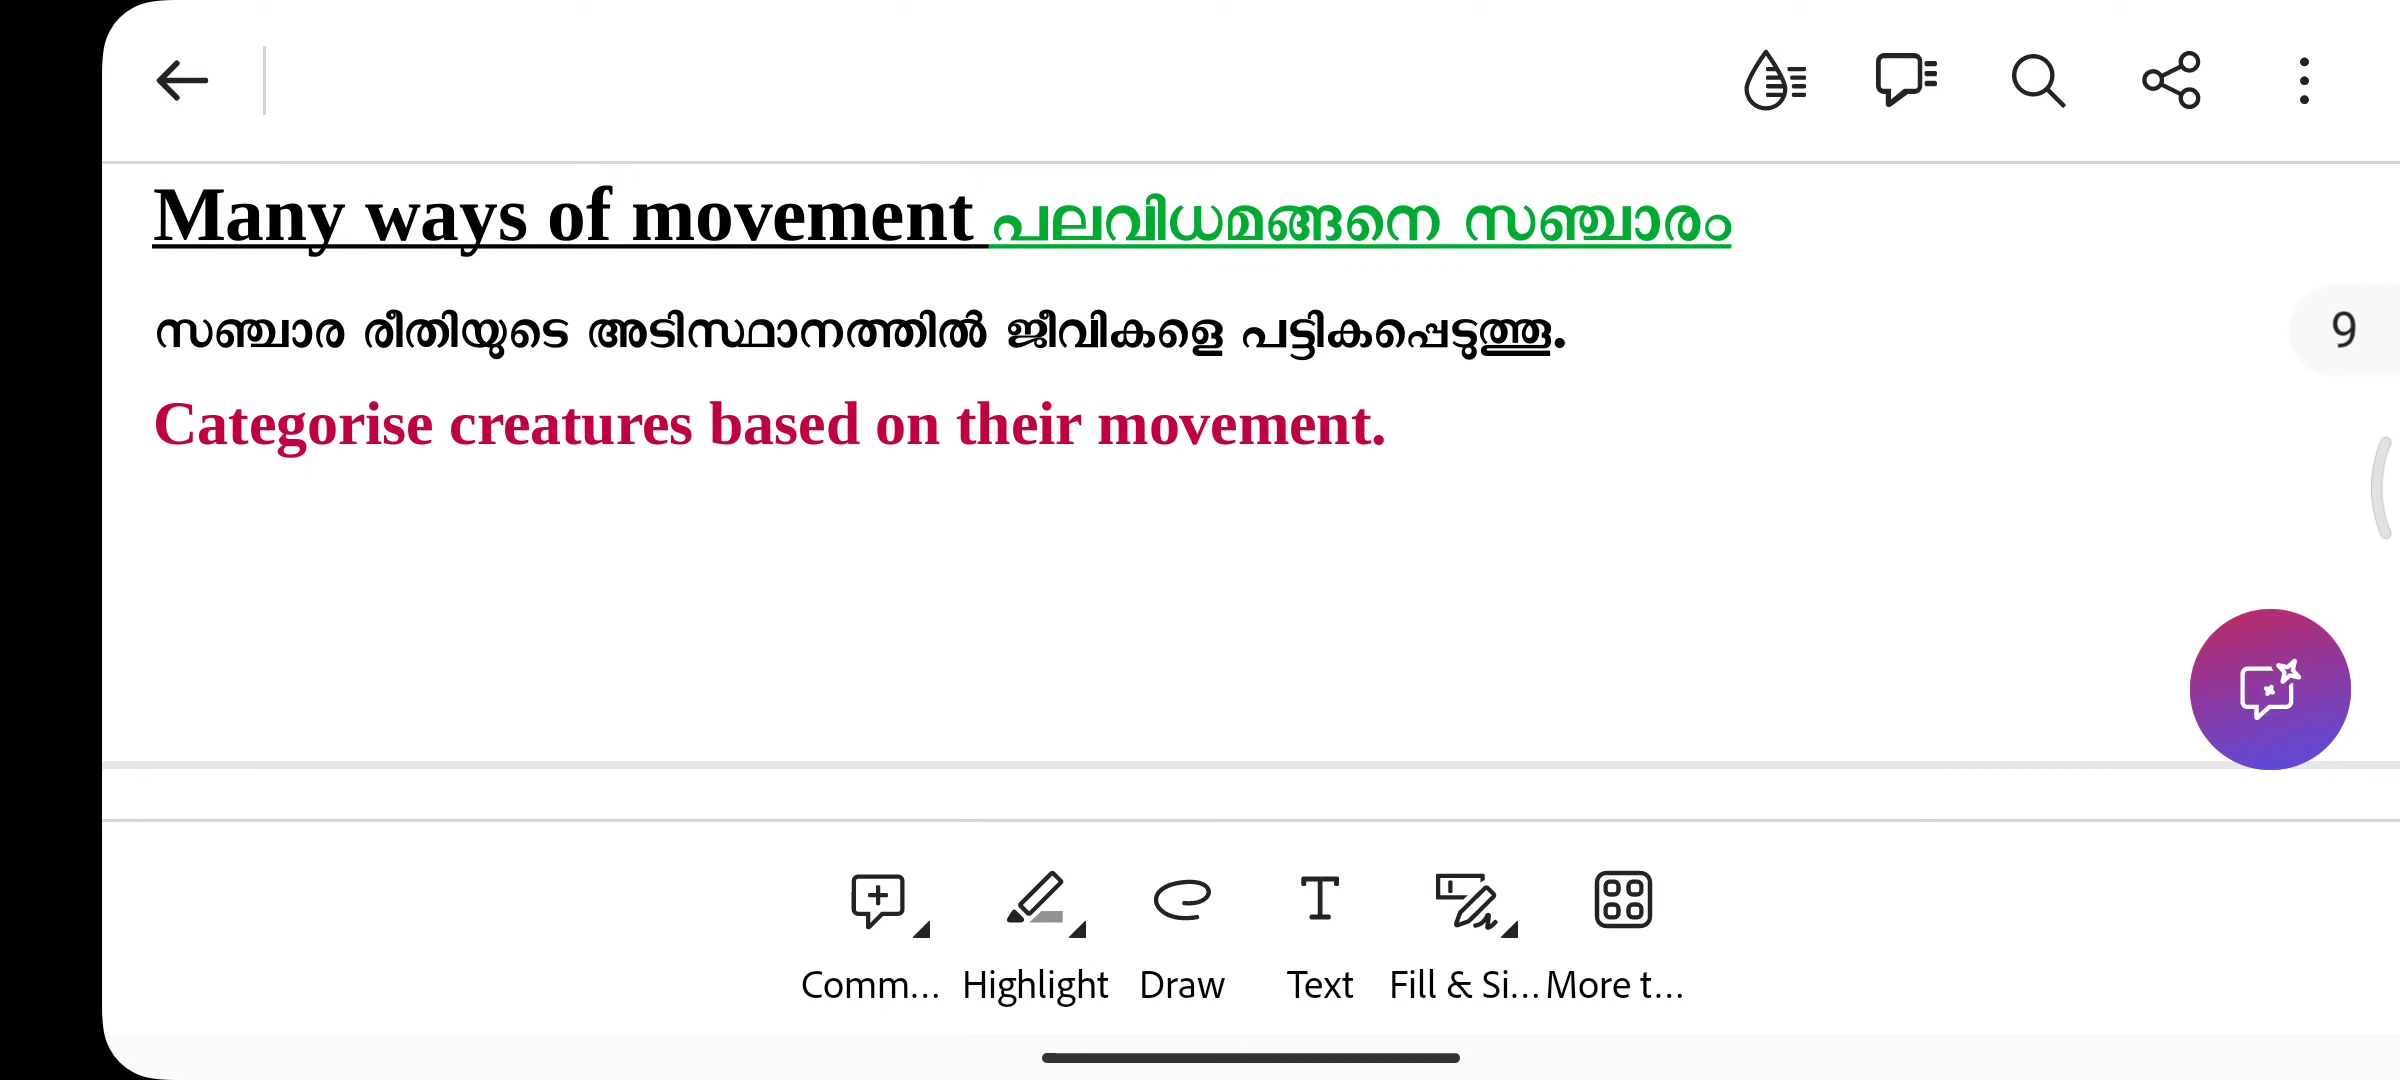 Many ways of movement പലവിധമങ്ങനെ സഞ്ചാരം
സഞ്ചാര രീതിയുടെ അടിസ്ഥാനത്തിൽ ജീവികളെ പട്ടികപ്പെടുത്തൂ.
9
Categorise creatures based on their movement.
Comm... Highlight Draw Text Fill & Si... More t...